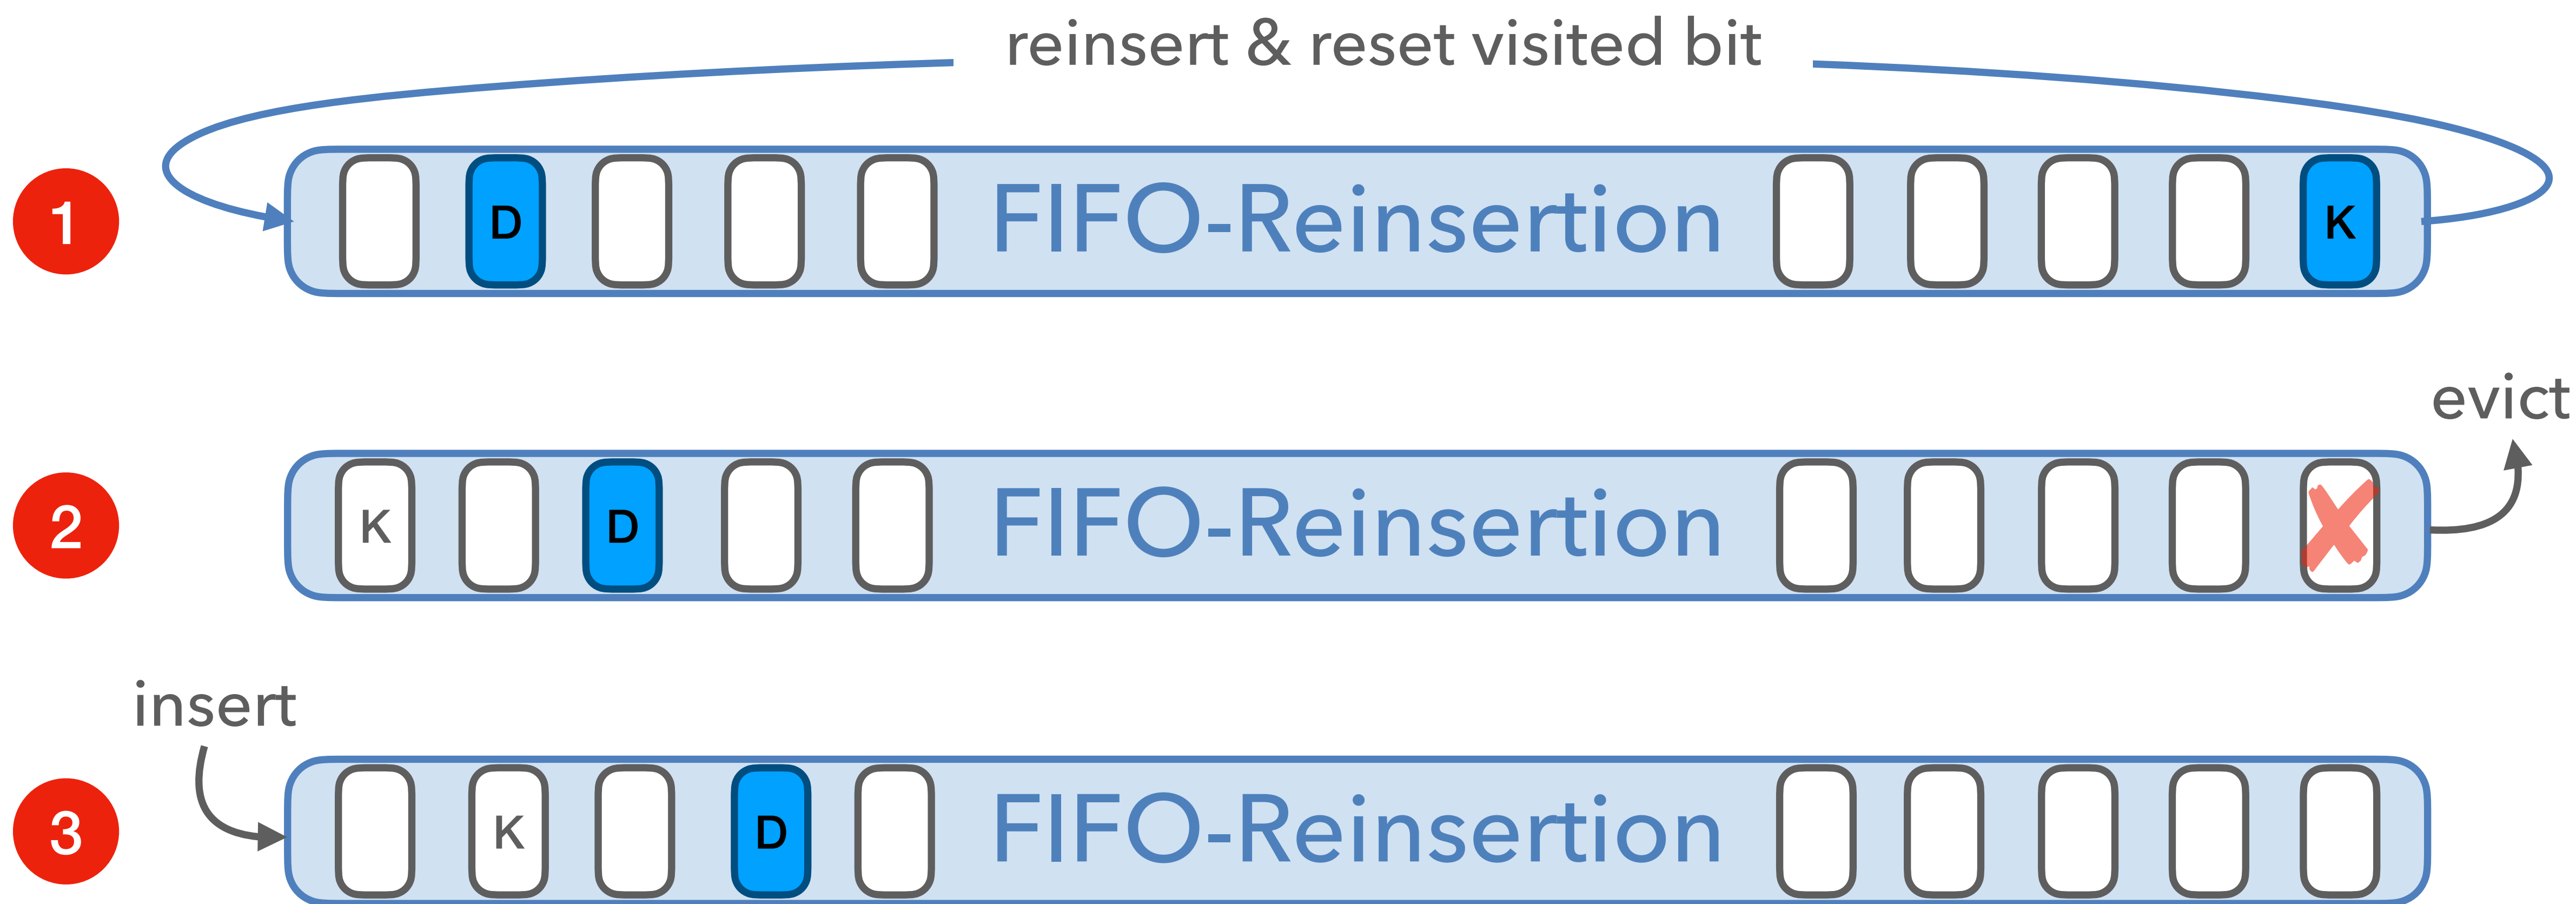 reinsert & reset visited bit
1
D
FIFO-Reinsertion
K
evict
2
K
D
FIFO-Reinsertion
insert
3
K
D
FIFO-Reinsertion